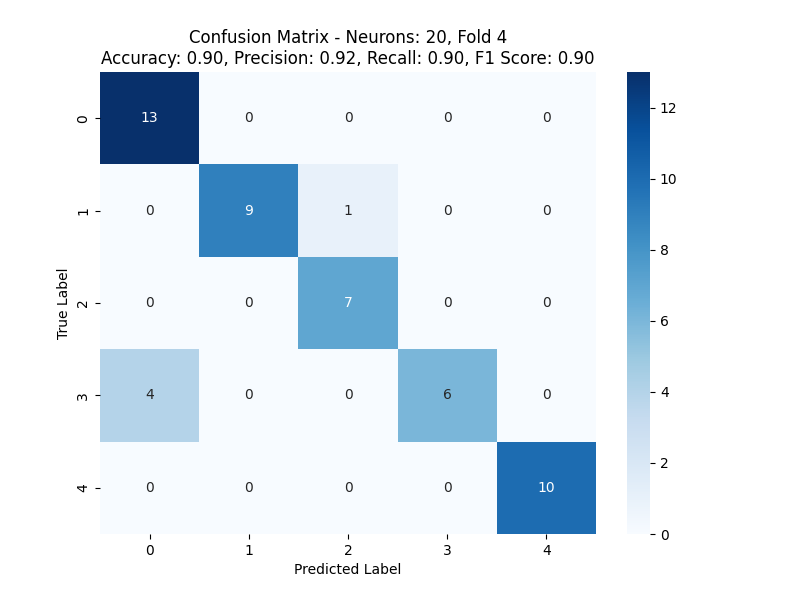 Confusion Matrix - Neurons: 20, Fold 4
Accuracy: 0.90, Precision: 0.92, Recall: 0.90, F1 Score: 0.90
True Label
0 13 0 0 0 0
1 0 9 1 0 0
2 0 0 7 0 0
3 4 0 0 6 0
4 0 0 0 0 10
0 1 2 3 4
Predicted Label
12
10
8
6
4
2
0